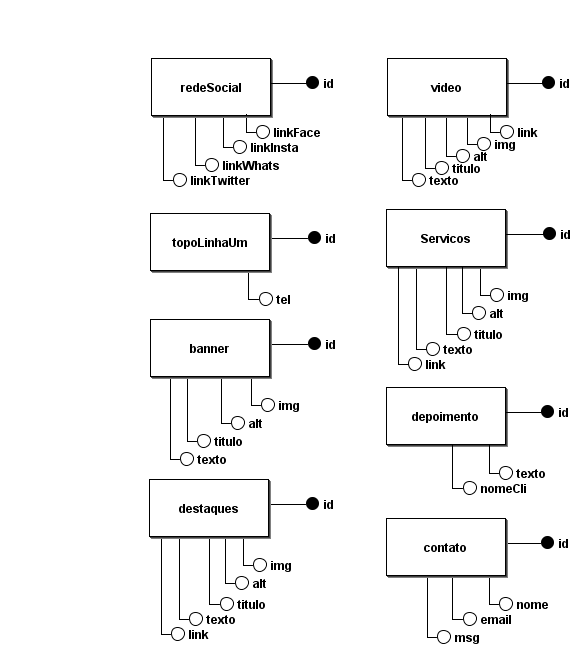 redeSocial
id
linkFace
linkInsta
linkWhats
linkTwitter
topoLinhaUm
id
tel
banner
id
img
alt
titulo
texto
destaques
id
img
alt
titulo
texto
link
video
id
link
img
alt
titulo
texto
Servicos
id
img
alt
titulo
texto
link
depoimento
id
texto
nomeCli
contato
id
nome
email
msg